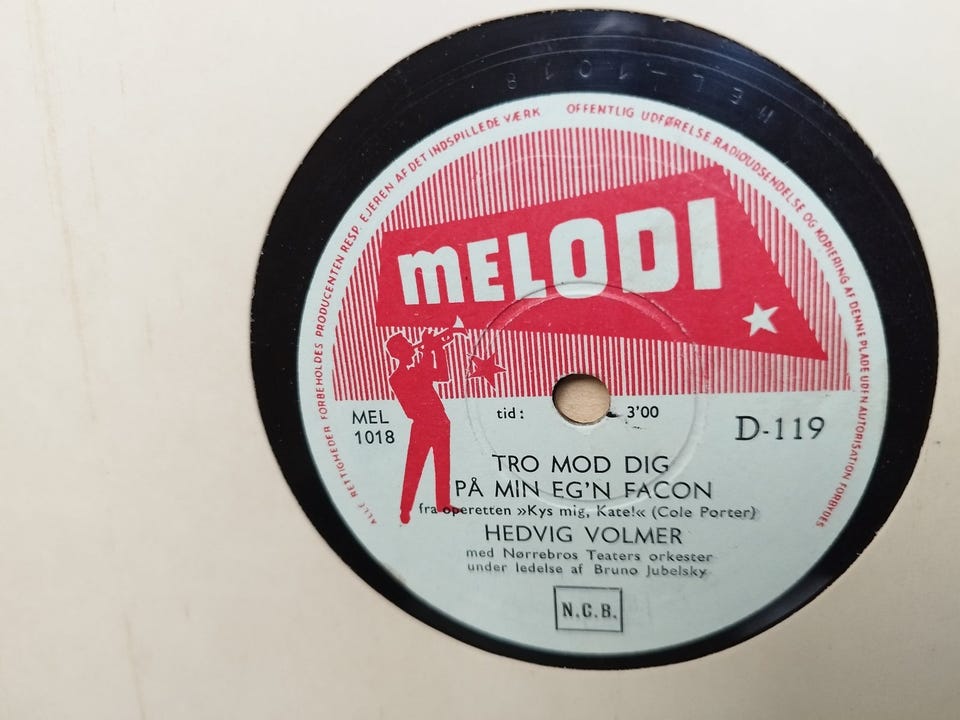 MEL-1018
ALLE RETTIGHEDER FORBEHOLDES PRODUCENTEN RESP. EJEREN AF DET INDSPILLEDE VÆRK
OFFENTLIG UDFØRELSE, RADIOUDSENDELSE OG KOPIERING AF DENNE PLADE UDEN AUTORISATION FORBYDES
MELODI
MEL
1018
tid: 3'00
D-119
TRO MOD DIG
PÅ MIN EG'N FACON
fra operetten »Kys mig, Kate!« (Cole Porter)
HEDVIG VOLMER
med Nørrebros Teaters orkester
under ledelse af Bruno Jubelsky
N.C.B.